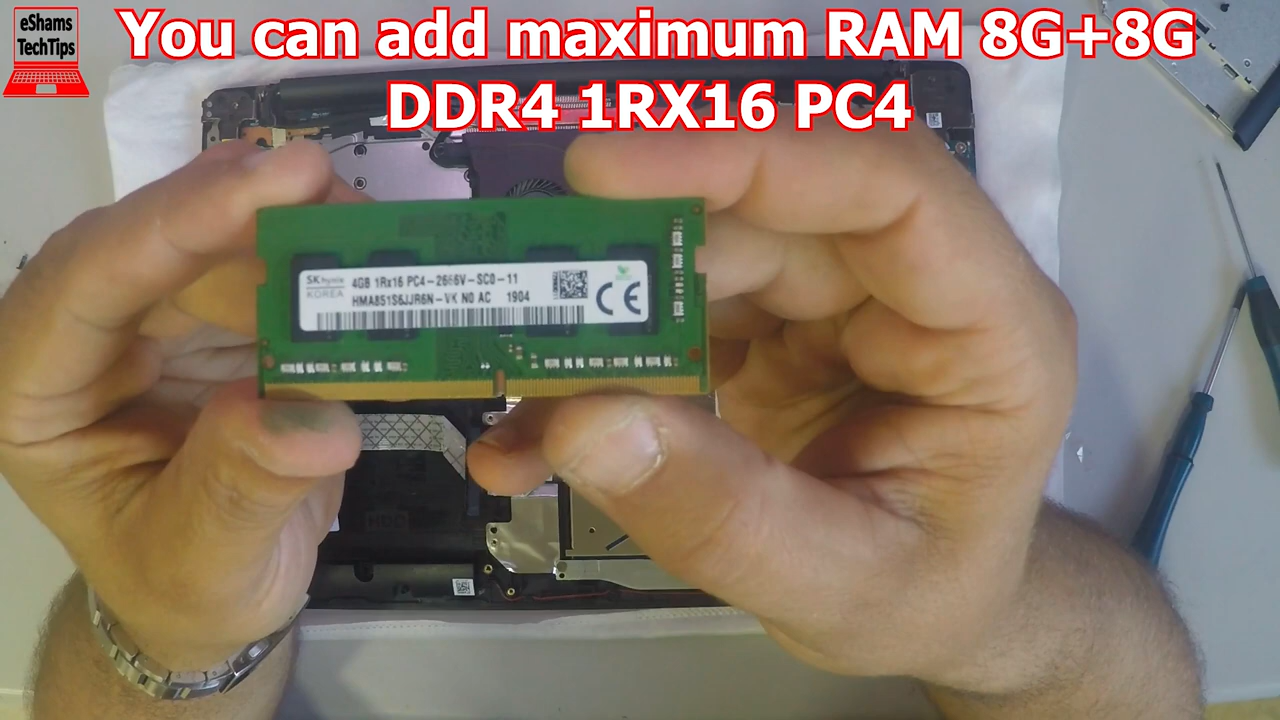 eShams
TechTips
You can add maximum RAM 8G+8G
DDR4 1RX16 PC4
SK hynix
KOREA
4GB 1Rx16 PC4-2666V-SC0-11
HMA851S6JJR6N-VK N0 AC 1904
CE